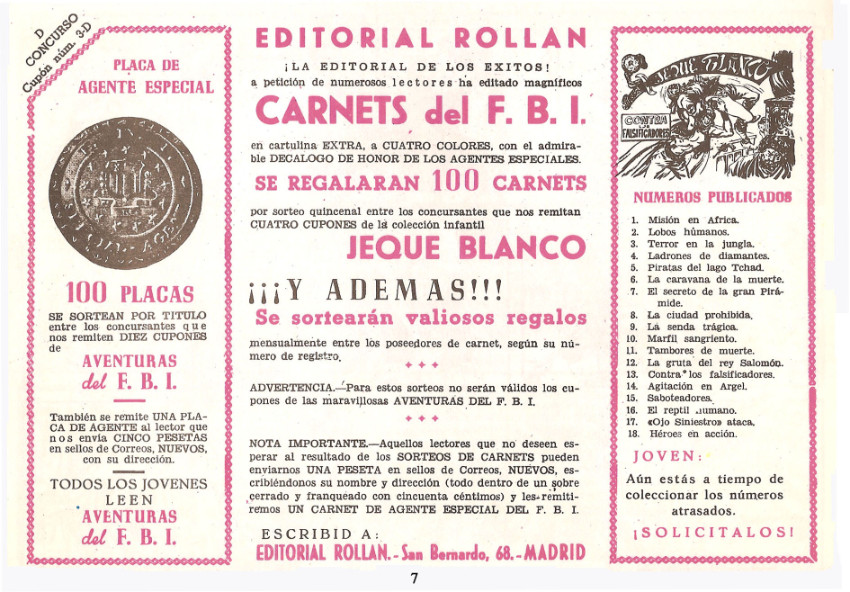 D
CONCURSO
Cupón núm. 3-D
PLACA DE
AGENTE ESPECIAL
100 PLACAS
SE SORTEAN POR TITULO
entre los concursantes que
nos remiten DIEZ CUPONES
de
AVENTURAS
del F. B. I.
También se remite UNA PLA-
CA DE AGENTE al lector que
nos envía CINCO PESETAS
en sellos de Correos, NUEVOS,
con su dirección.
TODOS LOS JOVENES
LEEN
AVENTURAS
del F. B. I.
EDITORIAL ROLLAN
¡LA EDITORIAL DE LOS EXITOS!
a petición de numerosos lectores ha editado magníficos
CARNETS del F. B. I.
en cartulina EXTRA, a CUATRO COLORES, con el admira-
ble DECALOGO DE HONOR DE LOS AGENTES ESPECIALES.
SE REGALARAN 100 CARNETS
por sorteo quincenal entre los concursantes que nos remitan
CUATRO CUPONES de la colección infantil
JEQUE BLANCO
¡¡¡Y ADEMAS!!!
Se sortearán valiosos regalos
mensualmente entre los poseedores de carnet, según su nú-
mero de registro.
ADVERTENCIA.—Para estos sorteos no serán válidos los cu-
pones de las maravillosas AVENTURAS DEL F. B. I.
NOTA IMPORTANTE.—Aquellos lectores que no deseen es-
perar al resultado de los SORTEOS DE CARNETS pueden
enviarnos UNA PESETA en sellos de Correos, NUEVOS, es-
cribiéndonos su nombre y dirección (todo dentro de un sobre
cerrado y franqueado con cincuenta céntimos) y les remiti-
remos UN CARNET DE AGENTE ESPECIAL DEL F. B. I.
ESCRIBID A:
EDITORIAL ROLLAN.-San Bernardo, 68.-MADRID
JEQUE BLANCO
CONTRA
LOS
FALSIFICADORES
NUMEROS PUBLICADOS
1. Misión en Africa.
2. Lobos húmanos.
3. Terror en la jungla.
4. Ladrones de diamantes.
5. Piratas del lago Tchad.
6. La caravana de la muerte.
7. El secreto de la gran Pirá-
mide.
8. La ciudad prohibida.
9. La senda trágica.
10. Marfil sangriento.
11. Tambores de muerte.
12. La gruta del rey Salomón.
13. Contra los falsificadores.
14. Agitación en Argel.
15. Saboteadores.
16. El reptil humano.
17. «Ojo Siniestro» ataca.
18. Héroes en acción.
JOVEN:
Aún estás a tiempo de
coleccionar los números
atrasados.
¡SOLICITALOS!
7